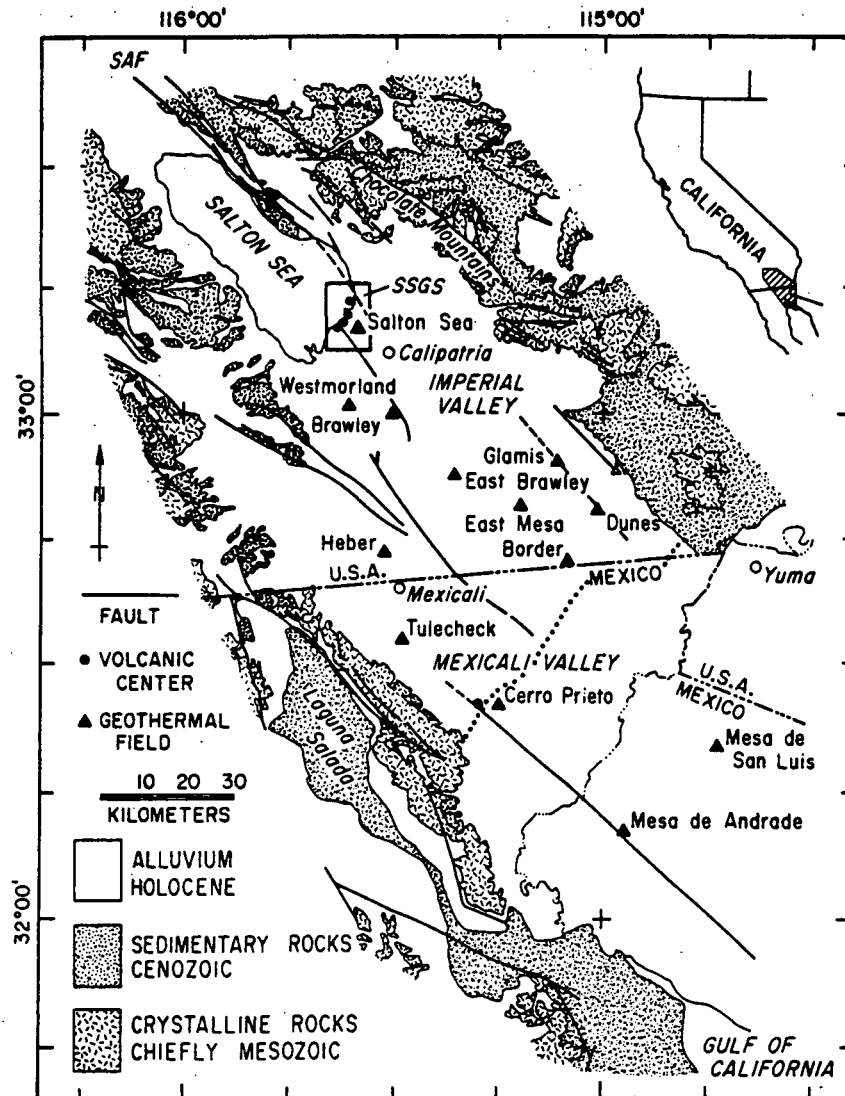 116°00'
115°00'
SAF
Chocolate Mountains
SALTON SEA
CALIFORNIA
SSGS
Salton Sea
Calipatria
33°00'
Westmorland
Brawley
IMPERIAL
VALLEY
Glamis
East Brawley
East Mesa
Dunes
Border
N
Heber
U.S.A.
MEXICO
Yuma
Mexicali
FAULT
Tulecheck
MEXICALI VALLEY
VOLCANIC
CENTER
U.S.A.
MEXICO
Cerro Prieto
GEOTHERMAL
FIELD
Laguna
Salada
Mesa de
San Luis
10 20 30
KILOMETERS
Mesa de Andrade
ALLUVIUM
HOLOCENE
32°00'
SEDIMENTARY ROCKS
CENOZOIC
CRYSTALLINE ROCKS
CHIEFLY MESOZOIC
GULF OF
CALIFORNIA